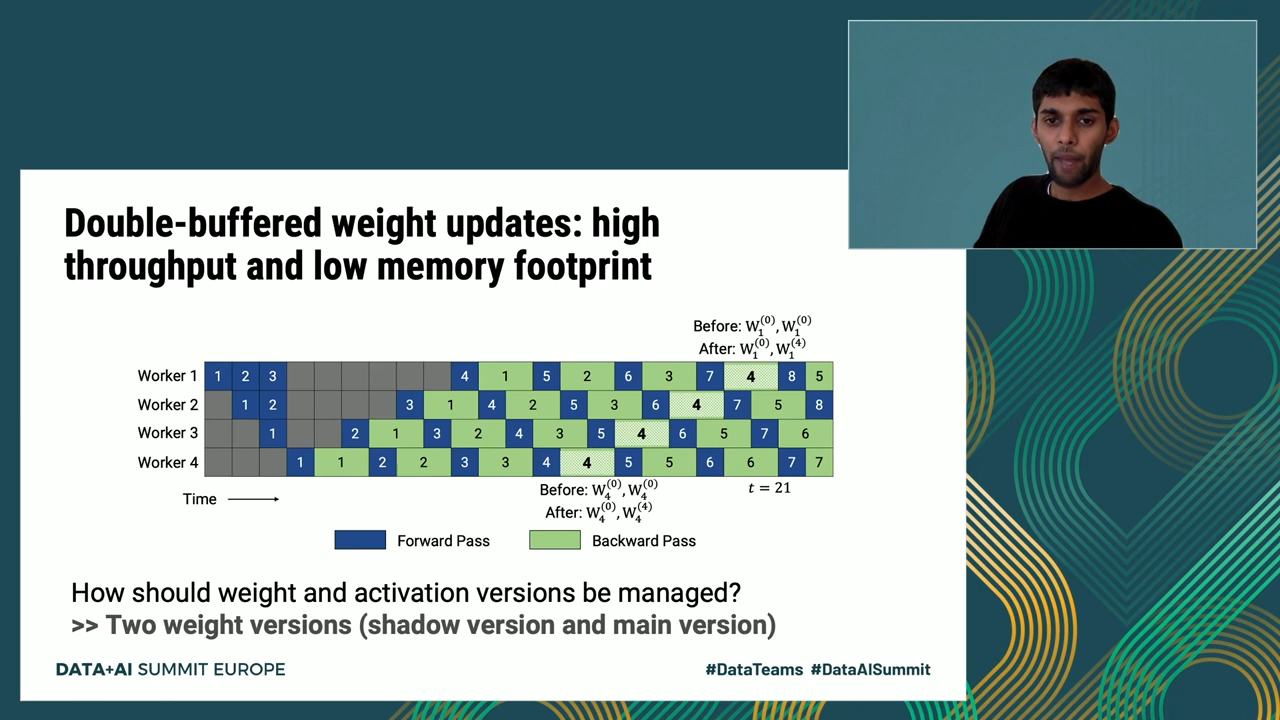 Double-buffered weight updates: high
throughput and low memory footprint
Before: W₁⁽⁰⁾, W₁⁽⁰⁾
After: W₁⁽⁰⁾, W₁⁽⁴⁾
Worker 1 1 2 3 4 1 5 2 6 3 7 4 8 5
Worker 2 1 2 3 1 4 2 5 3 6 4 7 5 8
Worker 3 1 2 1 3 2 4 3 5 4 6 5 7 6
Worker 4 1 1 2 2 3 3 4 4 5 5 6 6 7 7
Before: W₄⁽⁰⁾, W₄⁽⁰⁾
After: W₄⁽⁰⁾, W₄⁽⁴⁾
t = 21
Time
Forward Pass
Backward Pass
How should weight and activation versions be managed?
>> Two weight versions (shadow version and main version)
DATA+AI SUMMIT EUROPE
#DataTeams #DataAISummit